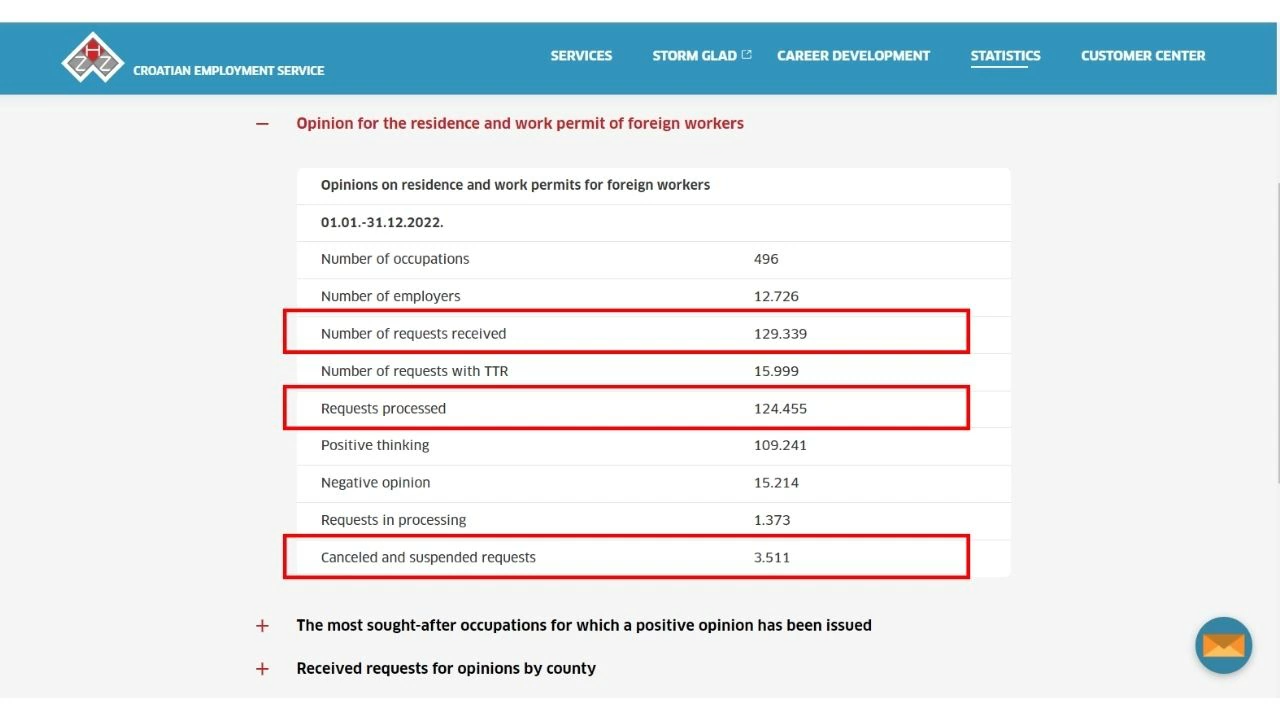 HZZ
CROATIAN EMPLOYMENT SERVICE
SERVICES
STORM GLAD
CAREER DEVELOPMENT
STATISTICS
CUSTOMER CENTER
Opinion for the residence and work permit of foreign workers
Opinions on residence and work permits for foreign workers
01.01.-31.12.2022.
Number of occupations 496
Number of employers 12.726
Number of requests received 129.339
Number of requests with TTR 15.999
Requests processed 124.455
Positive thinking 109.241
Negative opinion 15.214
Requests in processing 1.373
Canceled and suspended requests 3.511
The most sought-after occupations for which a positive opinion has been issued
Received requests for opinions by county